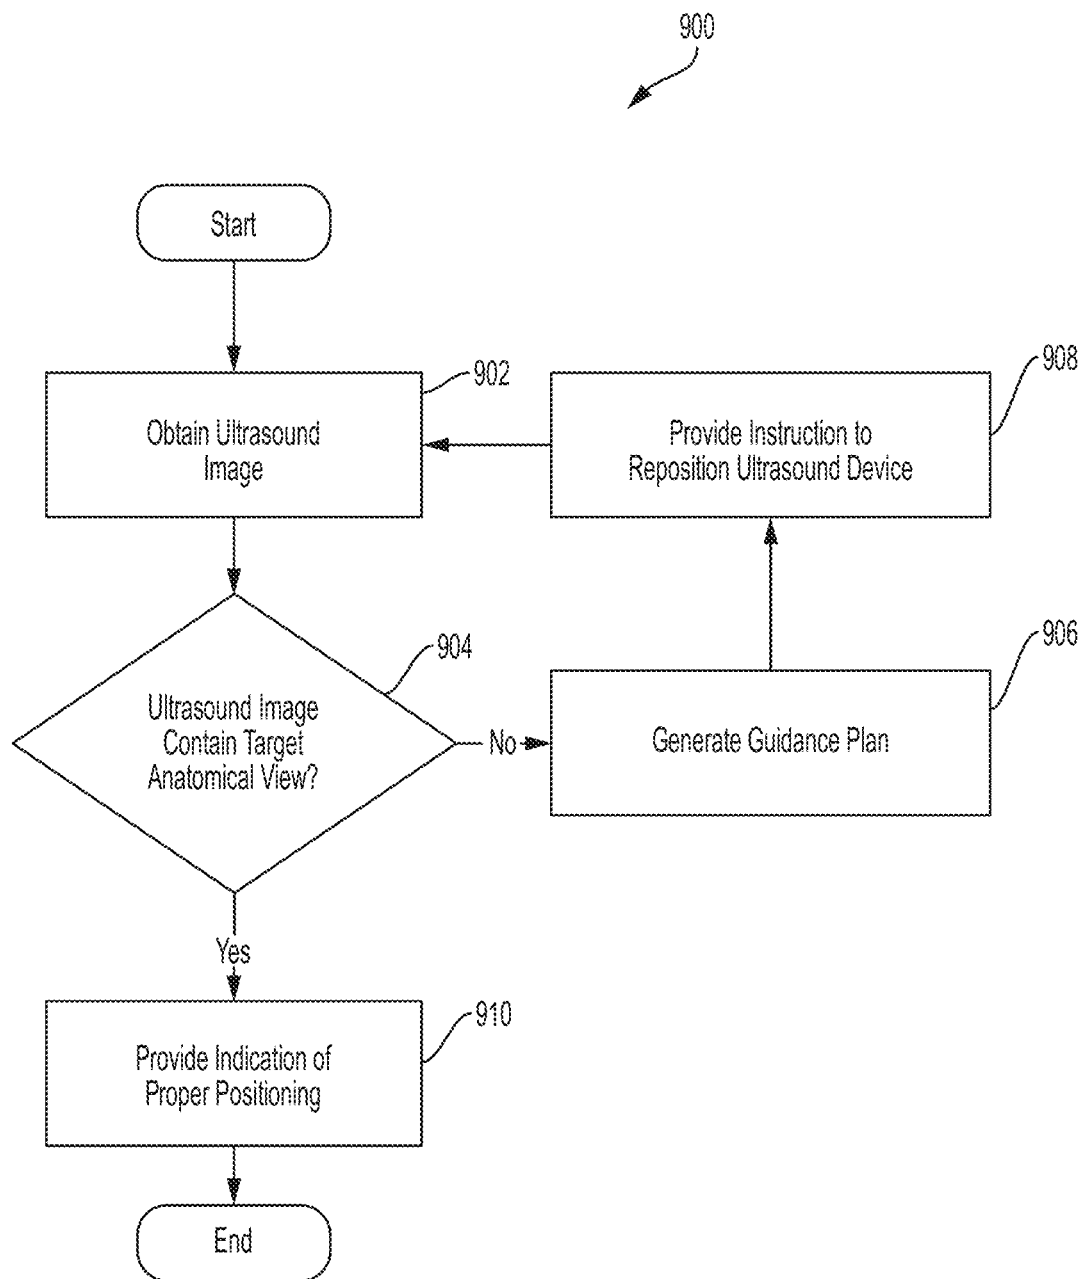 900
Start
902
Obtain Ultrasound
Image
908
Provide Instruction to
Reposition Ultrasound Device
904
Ultrasound Image
Contain Target
Anatomical View?
No
906
Generate Guidance Plan
Yes
910
Provide Indication of
Proper Positioning
End